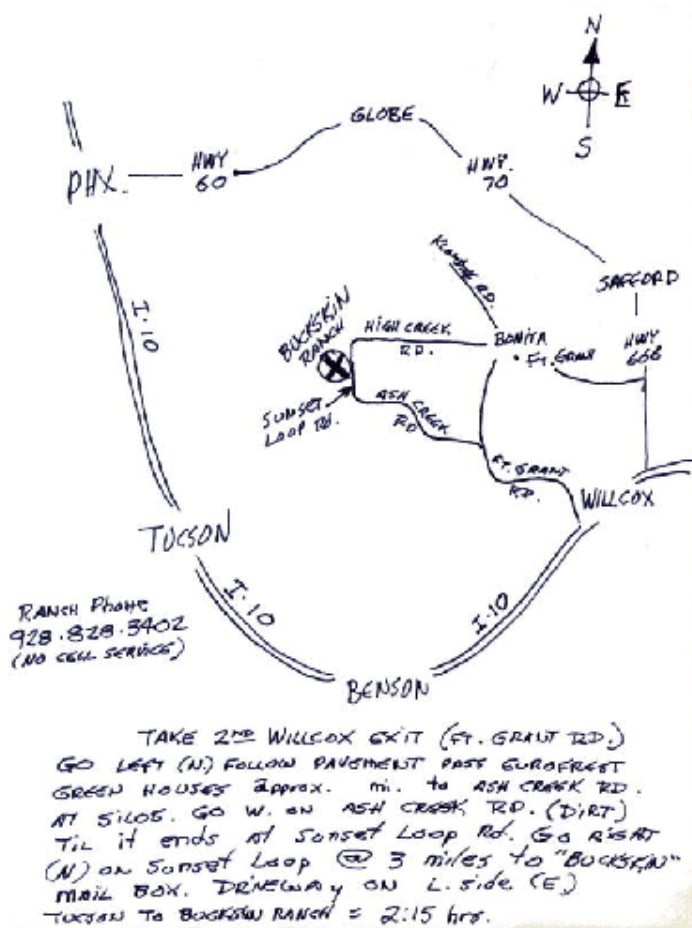 N
W E
S
GLOBE
PHX.
HWY
60
HWY.
70
SAFFORD
KLONDYKE RD.
I.10
BUCKSKIN
RANCH
HIGH CREEK
RD.
BONITA
FT. GRANT
HWY
666
SUNSET
LOOP RD.
ASH CREEK
RD
FT. GRANT
RD.
WILLCOX
TUCSON
I.10
I.10
RANCH PHONE
928.828.3402
(NO CELL SERVICE)
BENSON
TAKE 2ND WILLCOX EXIT (FT. GRANT RD.)
GO LEFT (N) FOLLOW PAVEMENT PAST EUROFREST
GREEN HOUSES approx. mi. to ASH CREEK RD.
AT SILOS. GO W. ON ASH CREEK RD. (DIRT)
TIL it ends at Sunset Loop Rd. GO RIGHT
(N) on Sunset Loop @ 3 miles to "BUCKSKIN"
MAIL BOX. DRIVEWAY ON L. side (E)
TUCSON TO BUCKSKIN RANCH = 2:15 hrs.